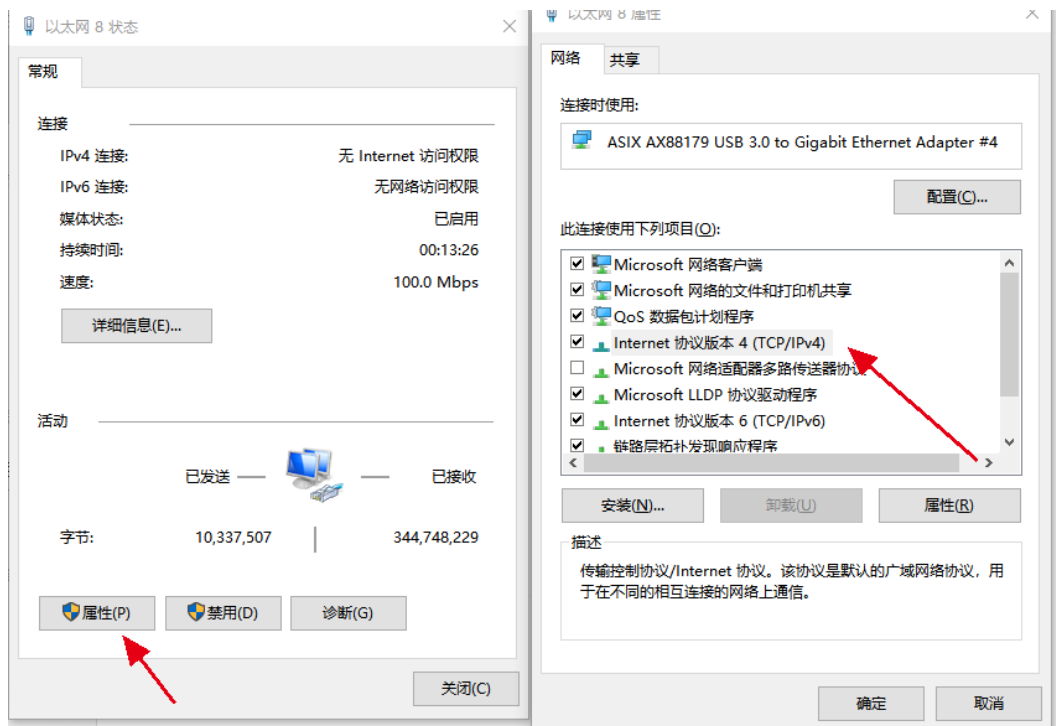 以太网 8 状态
常规
连接
IPv4 连接: 无 Internet 访问权限
IPv6 连接: 无网络访问权限
媒体状态: 已启用
持续时间: 00:13:26
速度: 100.0 Mbps
详细信息(E)...
活动
已发送 已接收
字节: 10,337,507 344,748,229
属性(P) 禁用(D) 诊断(G)
关闭(C)
以太网 8 属性
网络 共享
连接时使用:
ASIX AX88179 USB 3.0 to Gigabit Ethernet Adapter #4
配置(C)...
此连接使用下列项目(O):
Microsoft 网络客户端
Microsoft 网络的文件和打印机共享
QoS 数据包计划程序
Internet 协议版本 4 (TCP/IPv4)
Microsoft 网络适配器多路传送器协议
Microsoft LLDP 协议驱动程序
Internet 协议版本 6 (TCP/IPv6)
链路层拓扑发现响应程序
安装(N)... 卸载(U) 属性(R)
描述
传输控制协议/Internet 协议。该协议是默认的广域网络协议，用
于在不同的相互连接的网络上通信。
确定 取消